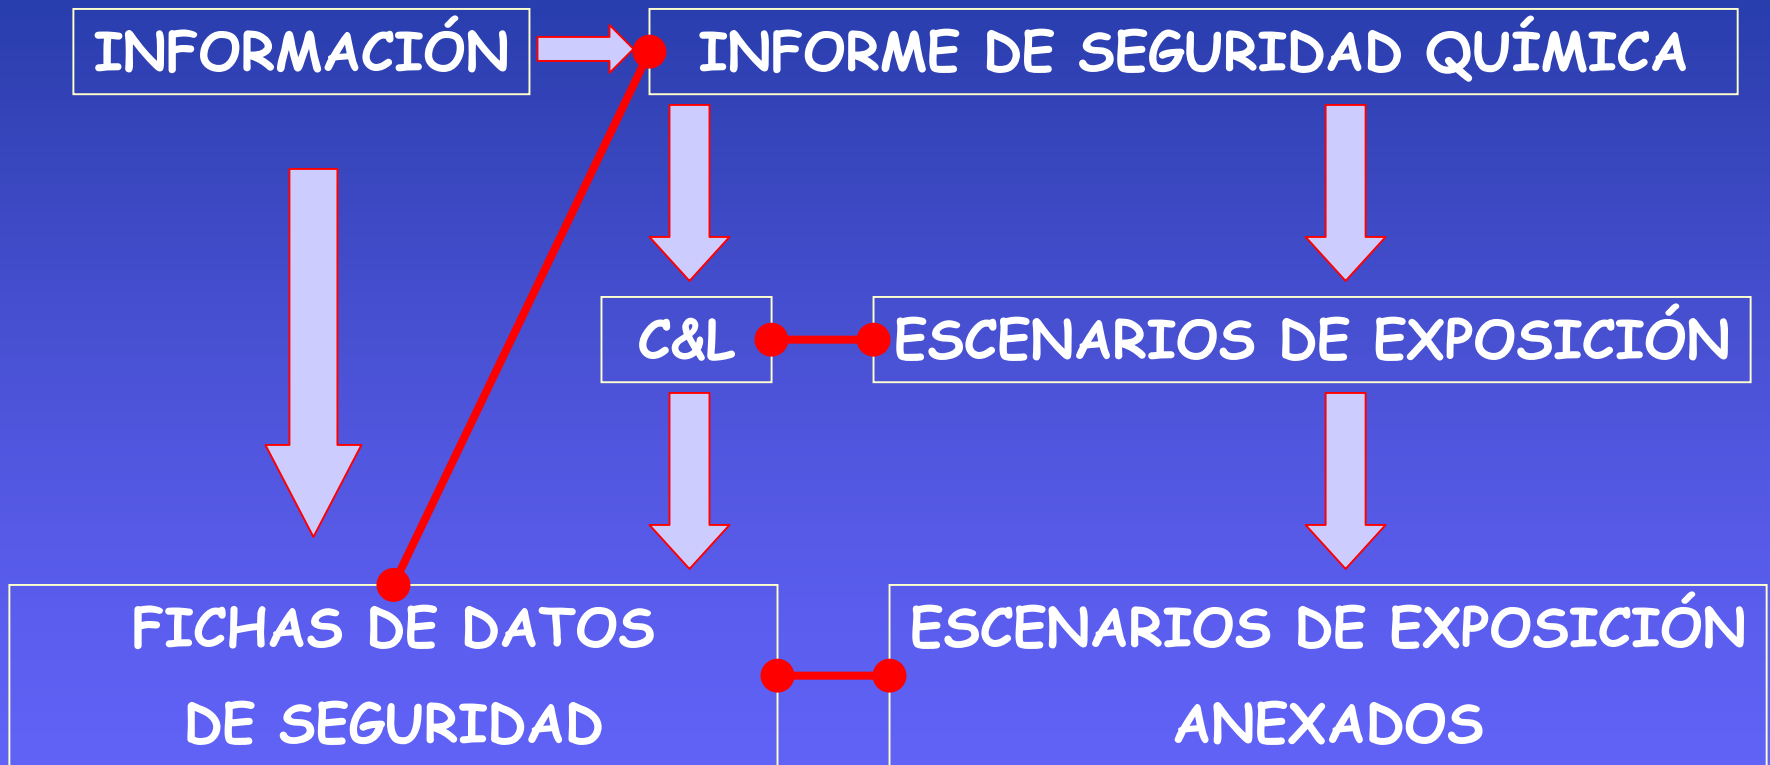 INFORMACIÓN
INFORME DE SEGURIDAD QUÍMICA
C&L
ESCENARIOS DE EXPOSICIÓN
FICHAS DE DATOS
DE SEGURIDAD
ESCENARIOS DE EXPOSICIÓN
ANEXADOS